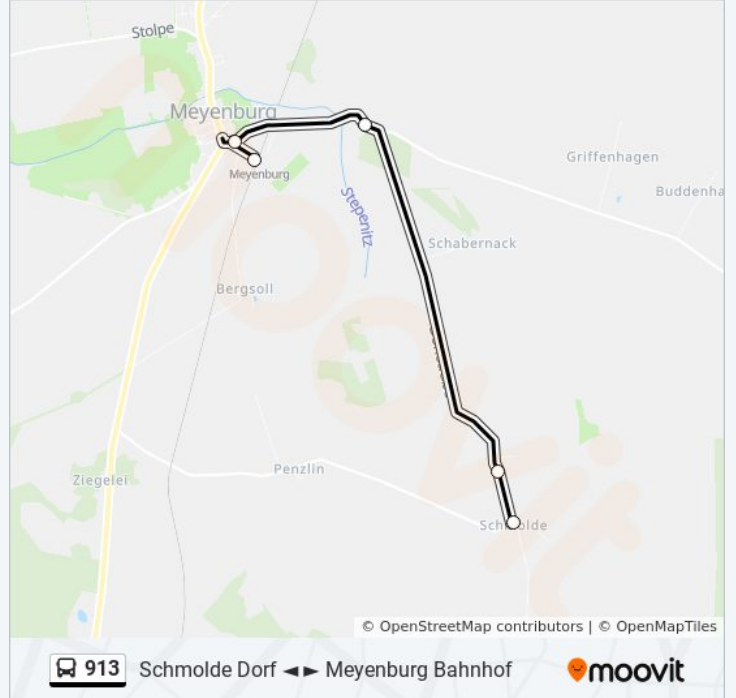 Stolpe
Meyenburg
Griffenhagen
Meyenburg
Buddenha
Stepenitz
Schabernack
Bergsoll
Penzlin
Ziegelei
Schmolde
© OpenStreetMap contributors | © OpenMapTiles
913 Schmolde Dorf ◄► Meyenburg Bahnhof moovit